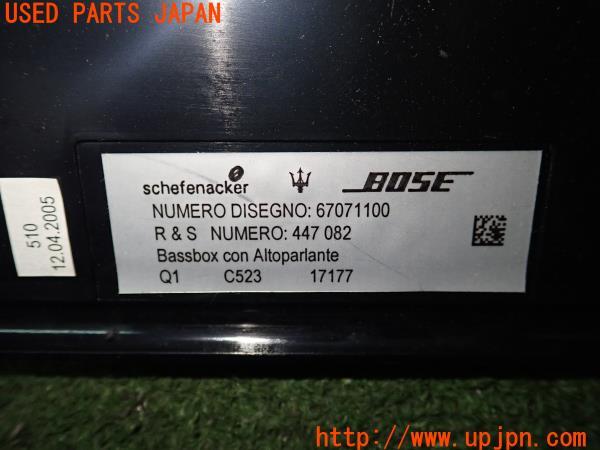 USED PARTS JAPAN
schefenacker
BOSE
NUMERO DISEGNO: 67071100
R & S NUMERO: 447 082
Bassbox con Altoparlante
Q1 C523 17177
510
12.04.2005
http://www.upjpn.com/